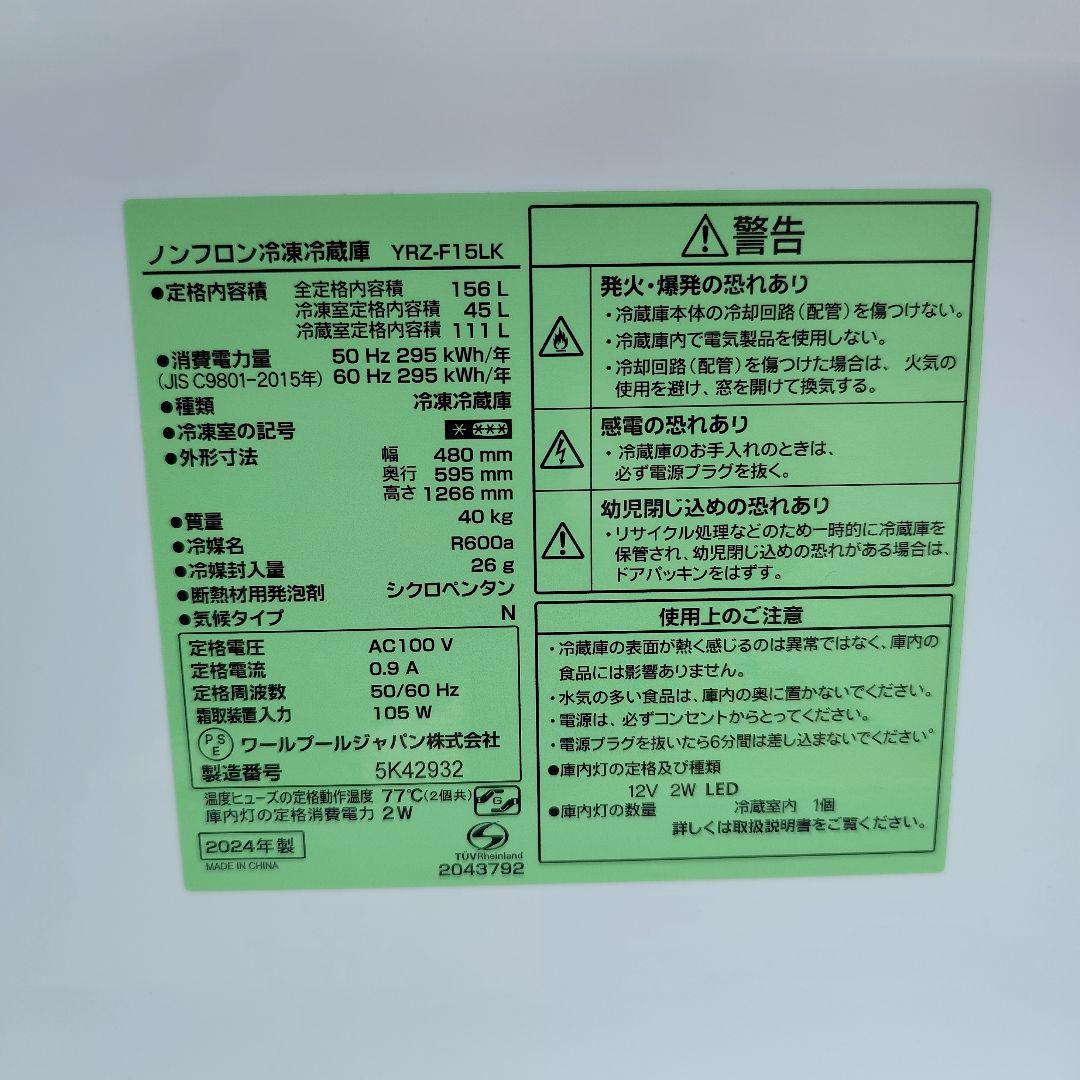 ノンフロン冷凍冷蔵庫 YRZ-F15LK
●定格内容積 全定格内容積 156 L
冷凍室定格内容積 45 L
冷蔵室定格内容積 111 L
●消費電力量 50 Hz 295 kWh/年
(JIS C9801-2015年) 60 Hz 295 kWh/年
●種類 冷凍冷蔵庫
●冷凍室の記号
●外形寸法 幅 480 mm
奥行 595 mm
高さ 1266 mm
●質量 40 kg
●冷媒名 R600a
●冷媒封入量 26 g
●断熱材用発泡剤 シクロペンタン
●気候タイプ N
定格電圧 AC100 V
定格電流 0.9 A
定格周波数 50/60 Hz
霜取装置入力 105 W
PSE ワールプールジャパン株式会社
製造番号 5K42932
温度ヒューズの定格動作温度 77℃(2個共) G
庫内灯の定格消費電力 2W
2024年製
MADE IN CHINA
TÜVRheinland
2043792
警告
発火・爆発の恐れあり
・冷蔵庫本体の冷却回路(配管)を傷つけない。
・冷蔵庫内で電気製品を使用しない。
・冷却回路(配管)を傷つけた場合は、火気の
使用を避け、窓を開けて換気する。
感電の恐れあり
・冷蔵庫のお手入れのときは、
必ず電源プラグを抜く。
幼児閉じ込めの恐れあり
・リサイクル処理などのため一時的に冷蔵庫を
保管され、幼児閉じ込めの恐れがある場合は、
ドアパッキンをはずす。
使用上のご注意
・冷蔵庫の表面が熱く感じるのは異常ではなく、庫内の
食品には影響ありません。
・水気の多い食品は、庫内の奥に置かないでください。
・電源は、必ずコンセントからとってください。
・電源プラグを抜いたら6分間は差し込まないでください。
●庫内灯の定格及び種類
12V 2W LED
●庫内灯の数量 冷蔵室内 1個
詳しくは取扱説明書をご覧ください。